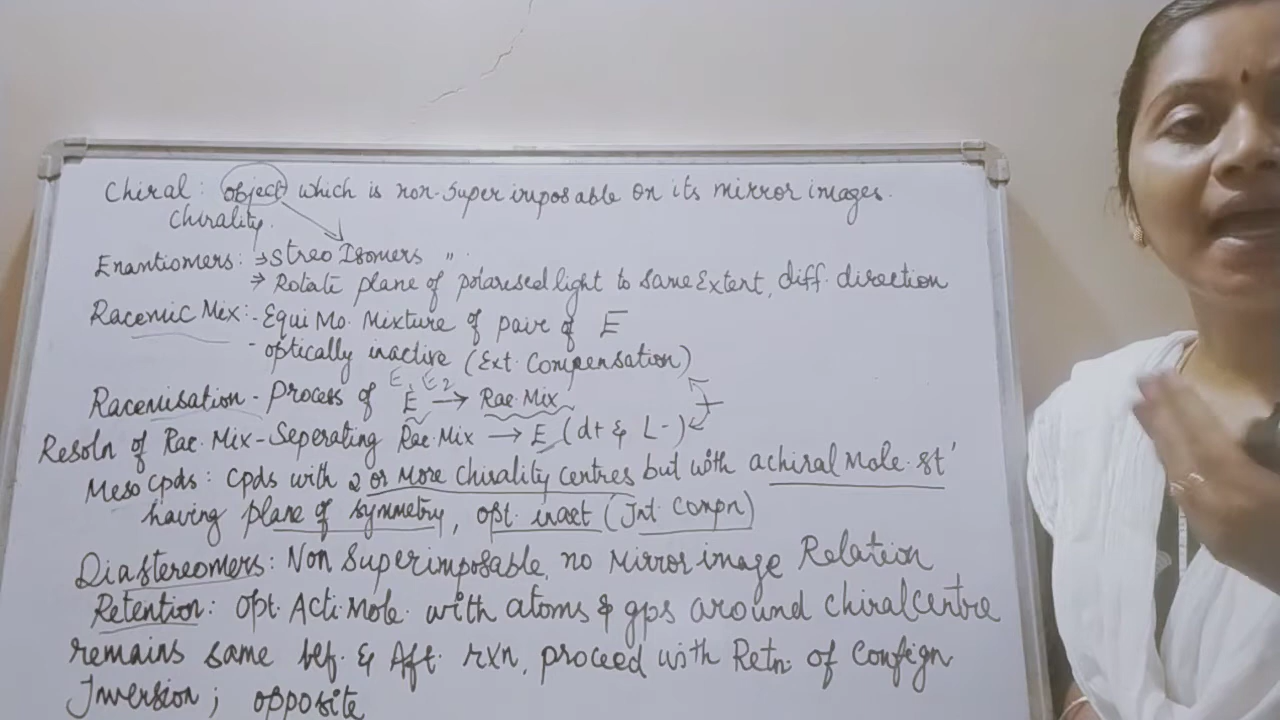 Chiral: object which is non-Super imposable on its mirror images.
Chirality.
Enantiomers: → Streo Isomers "
→ Rotate plane of polarised light to same Extent, diff. direction
Racemic Mix: - Equi Mo. Mixture of pair of E
- optically inactive (Ext. Compensation)
E1 E2
Racemisation - Process of E → Rac. Mix
Resoln of Rac. Mix - Seperating Rac. Mix → E (d+ & L-)
Meso Cpds: Cpds with 2 or More Chirality Centres but with achiral Mole. st'
having plane of symmetry, opt. inact (Int Compn)
Diastereomers: Non Superimposable, no Mirror image Relation
Retention: Opt. Acti. Mole. with atoms & gps around Chiral Centre
remains same bef. & Aft. rxn, proceed with Retn. of Confign
Inversion; opposite